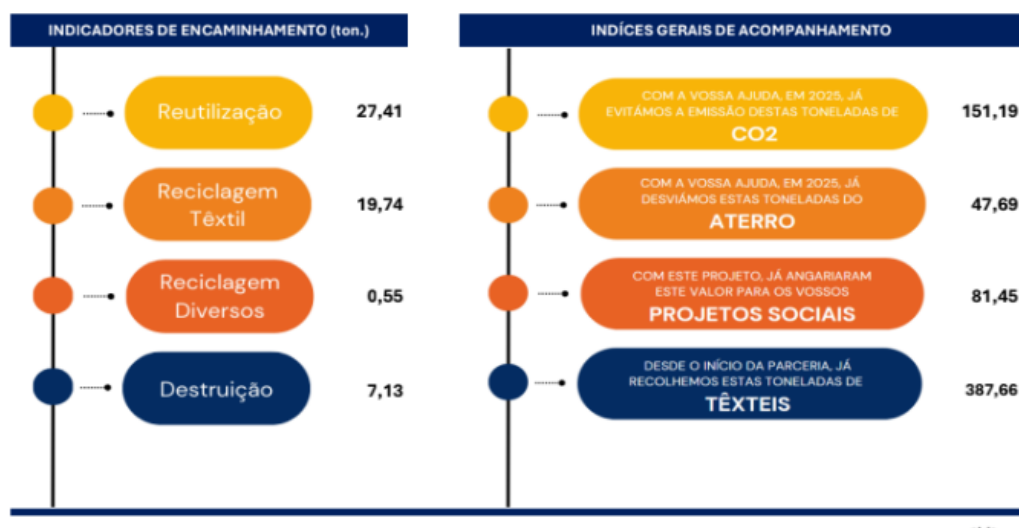 INDICADORES DE ENCAMINHAMENTO (ton.)
Reutilização 27,41
Reciclagem
Têxtil 19,74
Reciclagem
Diversos 0,55
Destruição 7,13
INDÍCES GERAIS DE ACOMPANHAMENTO
COM A VOSSA AJUDA, EM 2025, JÁ
EVITÁMOS A EMISSÃO DESTAS TONELADAS DE
CO2 151,19
COM A VOSSA AJUDA, EM 2025, JÁ
DESVIÁMOS ESTAS TONELADAS DO
ATERRO 47,69
COM ESTE PROJETO, JÁ ANGARIARAM
ESTE VALOR PARA OS VOSSOS
PROJETOS SOCIAIS 81,45
DESDE O INÍCIO DA PARCERIA, JÁ
RECOLHEMOS ESTAS TONELADAS DE
TÊXTEIS 387,66